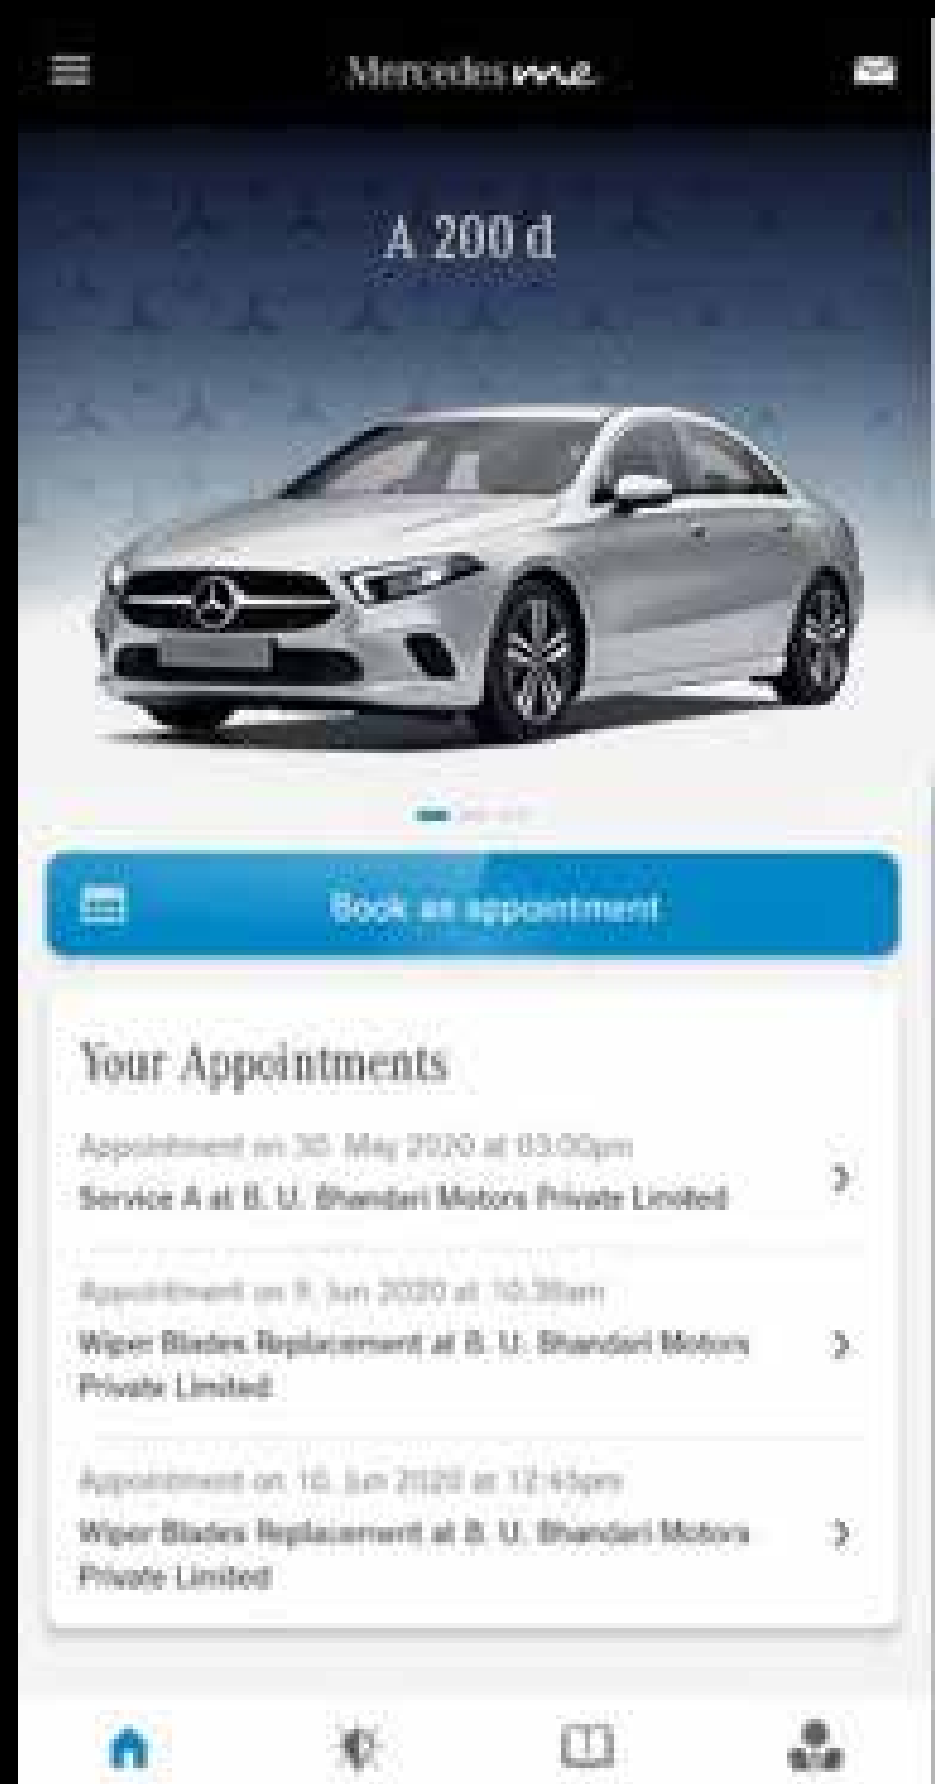 Mercedes me
A 200 d
Book an appointment
Your Appointments
Appointment on 30. May 2020 at 03:00pm
Service A at B. U. Bhandari Motors Private Limited
Appointment on 9. Jun 2020 at 10:30am
Wiper Blades Replacement at B. U. Bhandari Motors
Private Limited
Appointment on 10. Jun 2020 at 12:45pm
Wiper Blades Replacement at B. U. Bhandari Motors
Private Limited